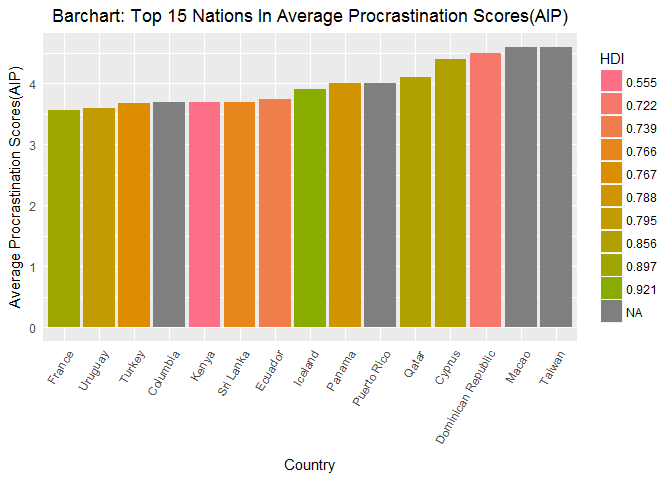 Barchart: Top 15 Nations In Average Procrastination Scores(AIP)
Average Procrastination Scores(AIP)
4
3
2
1
0
France
Uruguay
Turkey
Columbia
Kenya
Sri Lanka
Ecuador
Iceland
Panama
Puerto Rico
Qatar
Cyprus
Dominican Republic
Macao
Taiwan
Country
HDI
0.555
0.722
0.739
0.766
0.767
0.788
0.795
0.856
0.897
0.921
NA